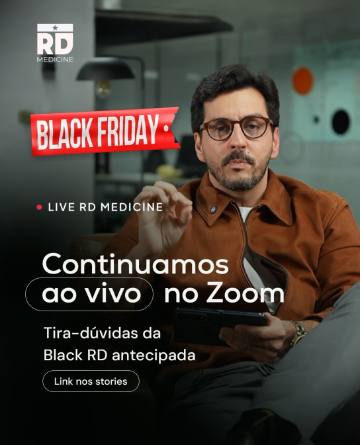 RD
MEDICINE
BLACK FRIDAY
LIVE RD MEDICINE
Continuamos
ao vivo no Zoom
Tira-dúvidas da
Black RD antecipada
Link nos stories